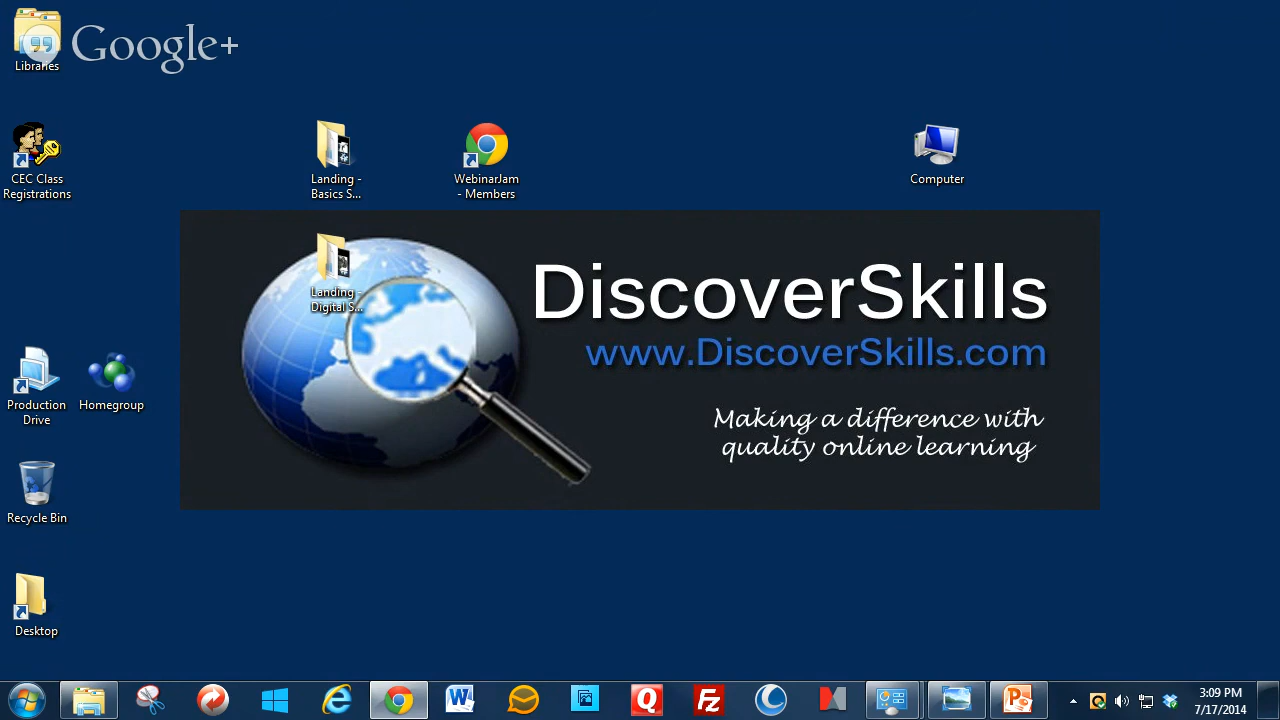 Google+
Libraries
CEC Class
Registrations
Landing -
Basics S...
WebinarJam
- Members
Computer
Landing -
Digital S...
DiscoverSkills
www.DiscoverSkills.com
Making a difference with
quality online learning
Production
Drive
Homegroup
Recycle Bin
Desktop
3:09 PM
7/17/2014